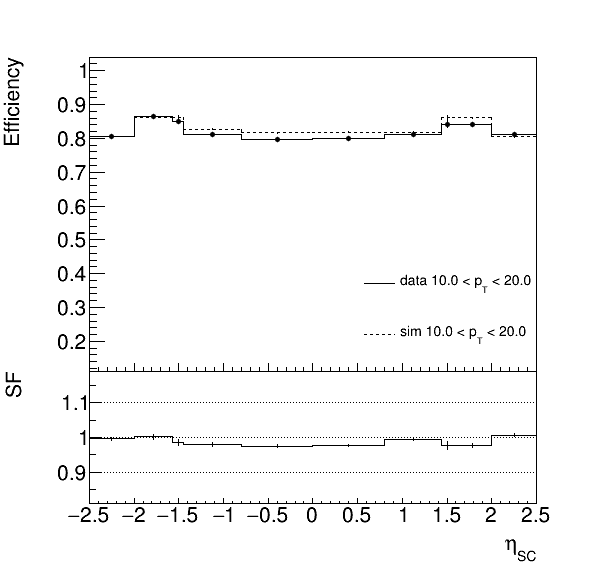 Efficiency
1
0.9
0.8
0.7
0.6
0.5
0.4
0.3
0.2
data 10.0 < p_T < 20.0
sim 10.0 < p_T < 20.0
SF
1.1
1
0.9
−2.5 −2 −1.5 −1 −0.5 0 0.5 1 1.5 2 2.5
η_SC